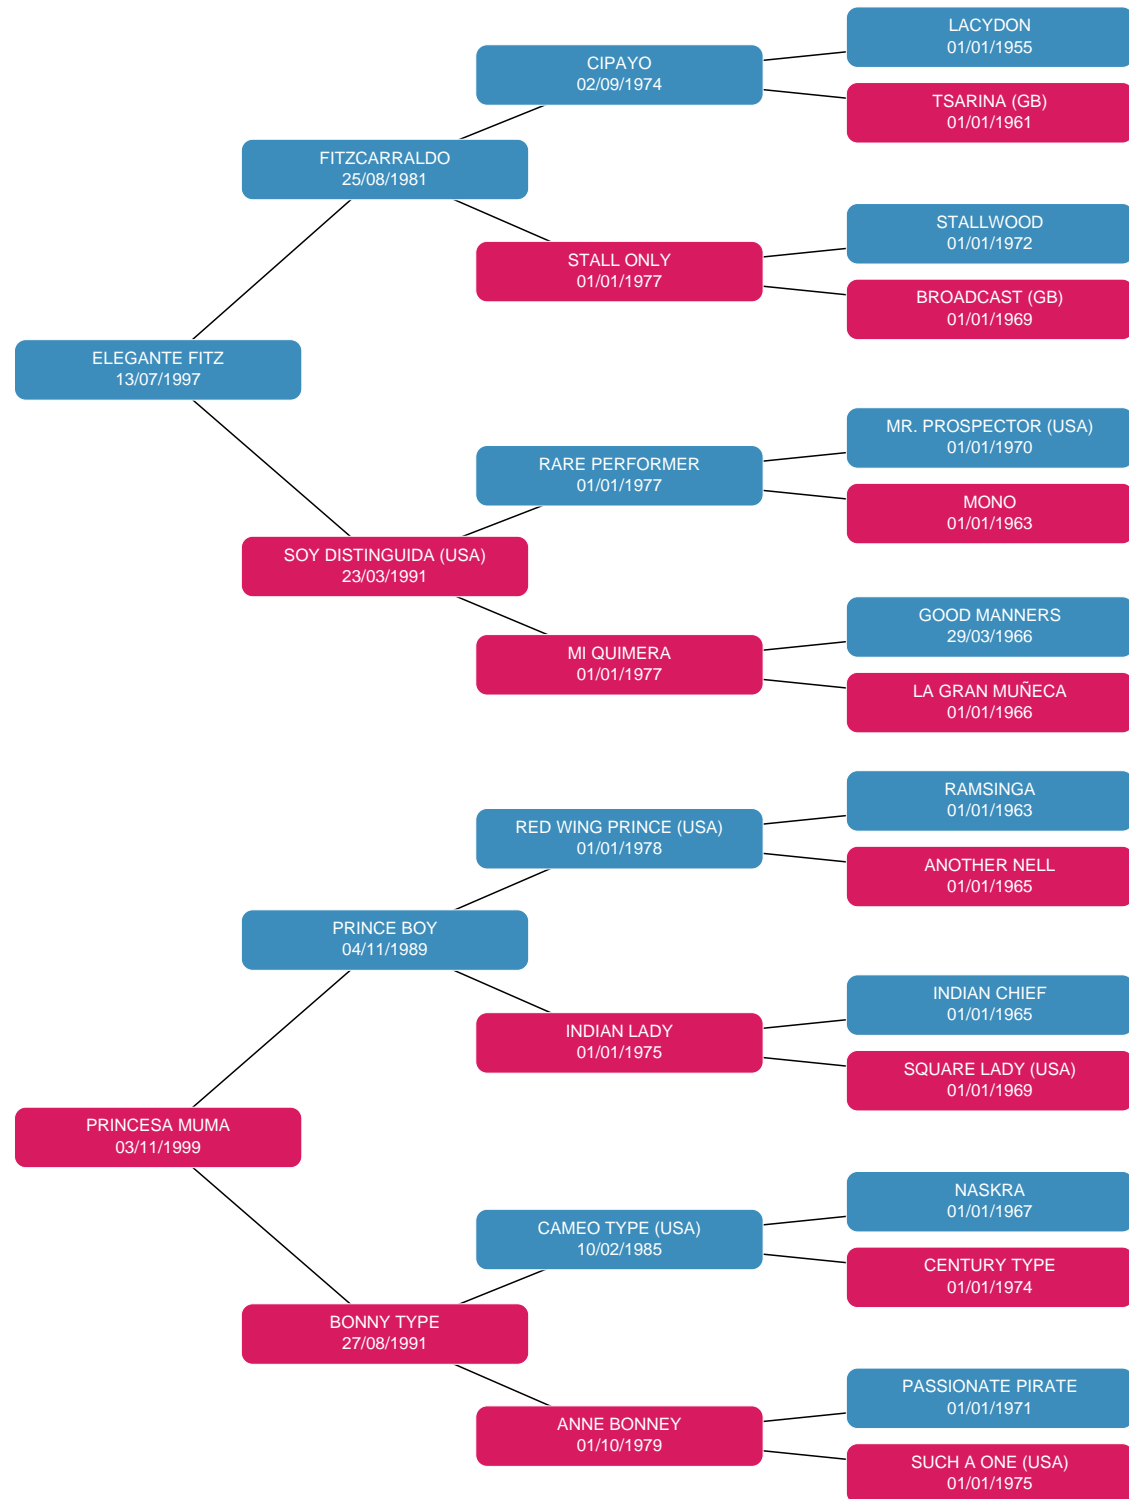 LACYDON
01/01/1955
CIPAYO
02/09/1974
TSARINA (GB)
01/01/1961
FITZCARRALDO
25/08/1981
STALLWOOD
01/01/1972
STALL ONLY
01/01/1977
BROADCAST (GB)
01/01/1969
ELEGANTE FITZ
13/07/1997
MR. PROSPECTOR (USA)
01/01/1970
RARE PERFORMER
01/01/1977
MONO
01/01/1963
SOY DISTINGUIDA (USA)
23/03/1991
GOOD MANNERS
29/03/1966
MI QUIMERA
01/01/1977
LA GRAN MUÑECA
01/01/1966
RAMSINGA
01/01/1963
RED WING PRINCE (USA)
01/01/1978
ANOTHER NELL
01/01/1965
PRINCE BOY
04/11/1989
INDIAN CHIEF
01/01/1965
INDIAN LADY
01/01/1975
SQUARE LADY (USA)
01/01/1969
PRINCESA MUMA
03/11/1999
NASKRA
01/01/1967
CAMEO TYPE (USA)
10/02/1985
CENTURY TYPE
01/01/1974
BONNY TYPE
27/08/1991
PASSIONATE PIRATE
01/01/1971
ANNE BONNEY
01/10/1979
SUCH A ONE (USA)
01/01/1975